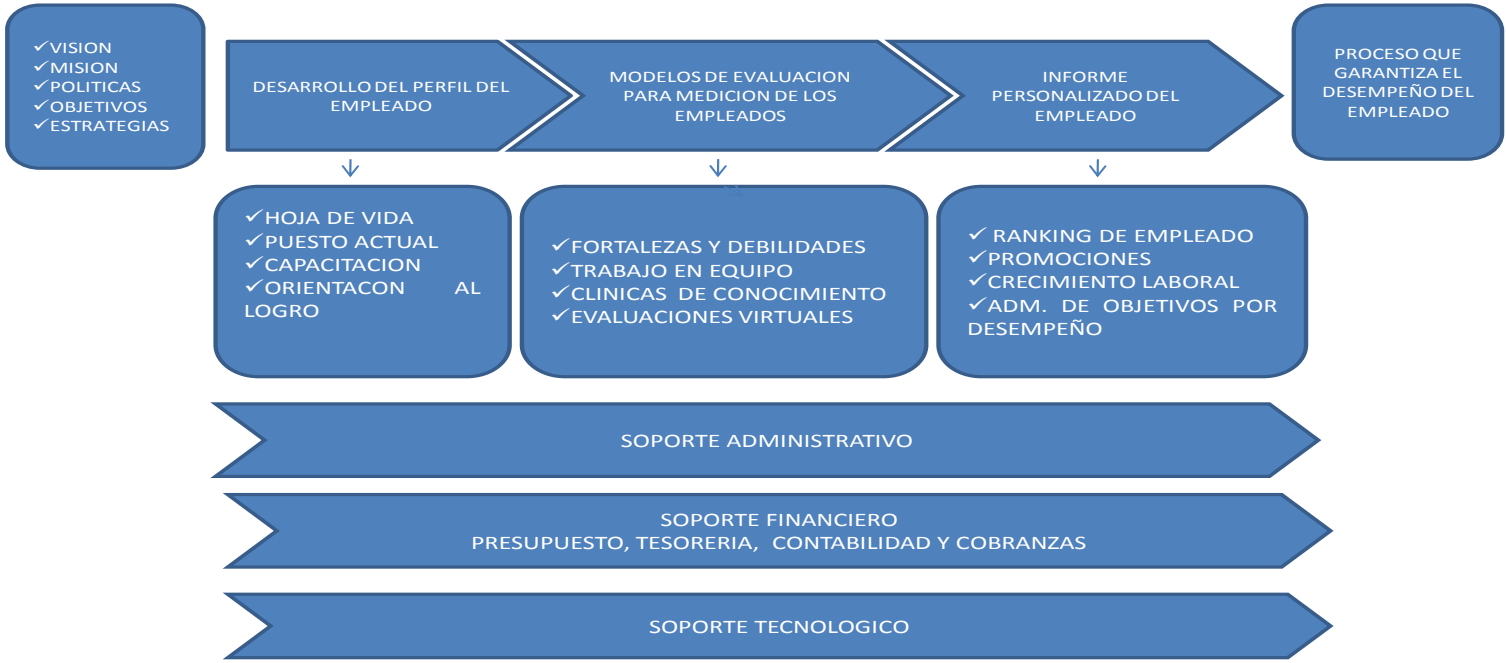 ✓VISION
✓MISION
✓POLITICAS
✓OBJETIVOS
✓ESTRATEGIAS
DESARROLLO DEL PERFIL DEL
EMPLEADO
MODELOS DE EVALUACION
PARA MEDICION DE LOS
EMPLEADOS
INFORME
PERSONALIZADO DEL
EMPLEADO
PROCESO QUE
GARANTIZA EL
DESEMPEÑO DEL
EMPLEADO
✓HOJA DE VIDA
✓PUESTO ACTUAL
✓CAPACITACION
✓ORIENTACON AL
LOGRO
✓FORTALEZAS Y DEBILIDADES
✓TRABAJO EN EQUIPO
✓CLINICAS DE CONOCIMIENTO
✓EVALUACIONES VIRTUALES
✓ RANKING DE EMPLEADO
✓PROMOCIONES
✓CRECIMIENTO LABORAL
✓ADM. DE OBJETIVOS POR
DESEMPEÑO
SOPORTE ADMINISTRATIVO
SOPORTE FINANCIERO
PRESUPUESTO, TESORERIA, CONTABILIDAD Y COBRANZAS
SOPORTE TECNOLOGICO